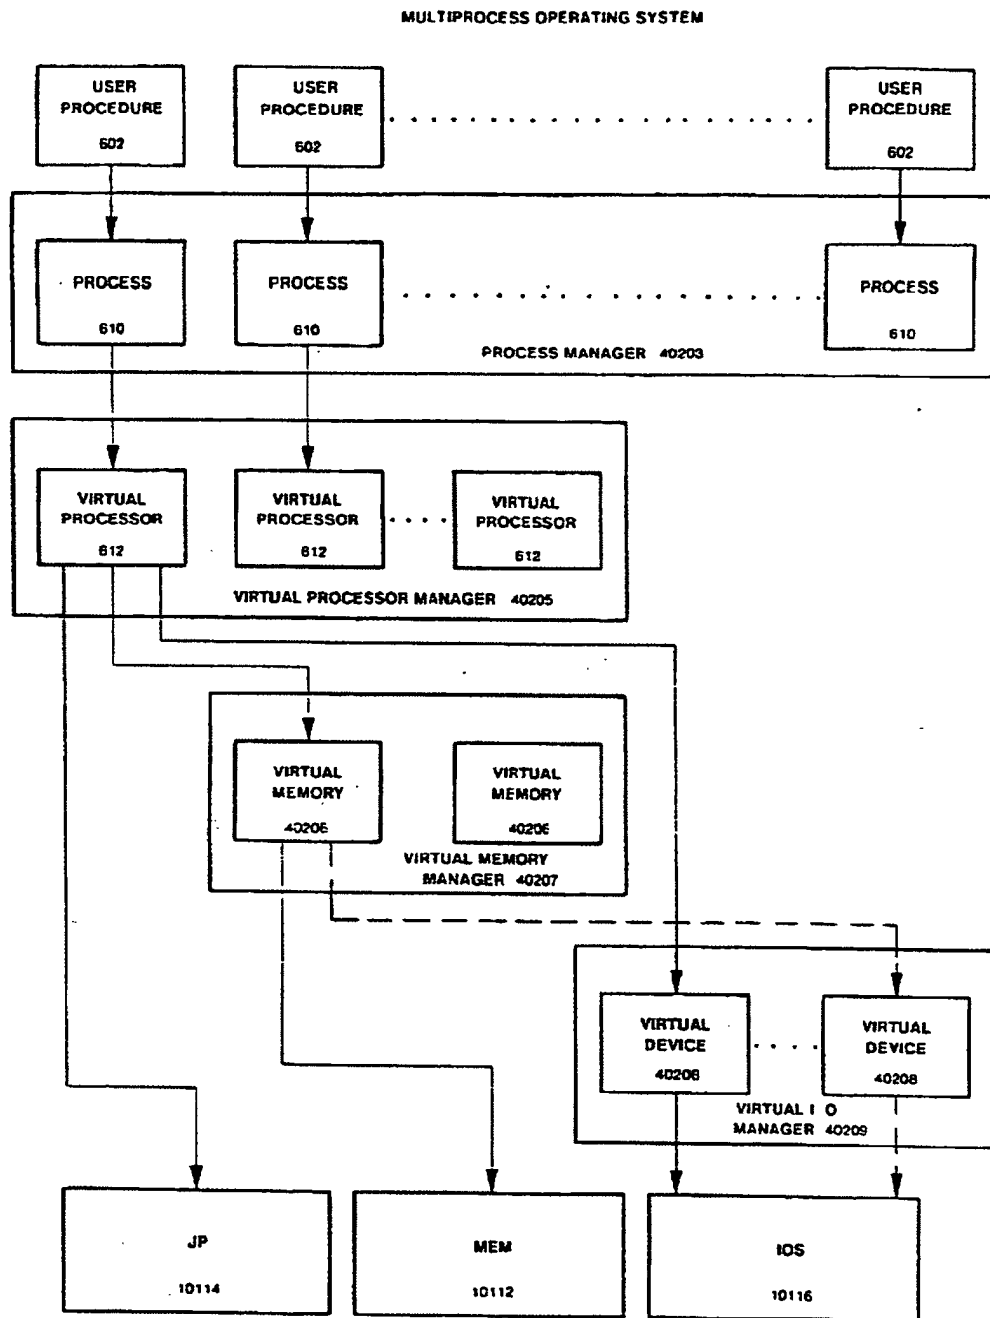 MULTIPROCESS OPERATING SYSTEM
USER
PROCEDURE
602
USER
PROCEDURE
602
USER
PROCEDURE
602
PROCESS
610
PROCESS
610
PROCESS
610
PROCESS MANAGER 40203
VIRTUAL
PROCESSOR
612
VIRTUAL
PROCESSOR
612
VIRTUAL
PROCESSOR
612
VIRTUAL PROCESSOR MANAGER 40205
VIRTUAL
MEMORY
40206
VIRTUAL
MEMORY
40206
VIRTUAL MEMORY
MANAGER 40207
VIRTUAL
DEVICE
40208
VIRTUAL
DEVICE
40208
VIRTUAL I O
MANAGER 40209
JP
10114
MEM
10112
IOS
10116